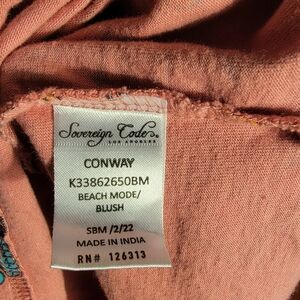 Sovereign Code
LOS ANGELES
CONWAY
K33862650BM
BEACH MODE/
BLUSH
SBM /2/22
MADE IN INDIA
RN# 126313